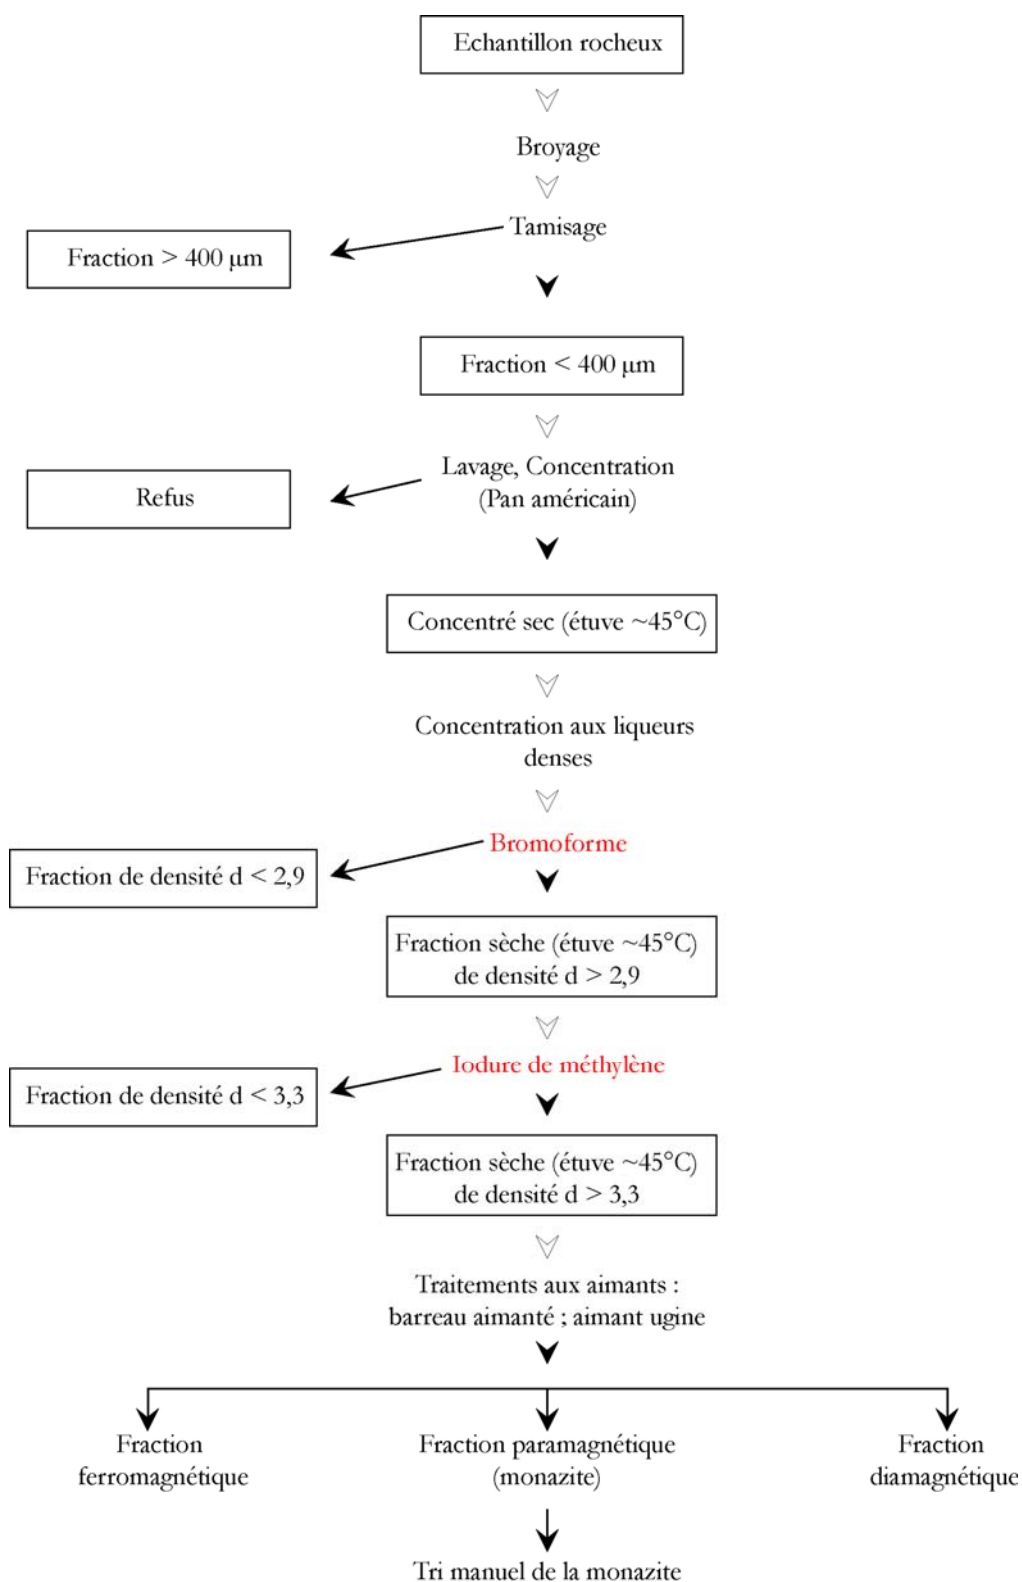 Echantillon rocheux
Broyage
Tamisage
Fraction > 400 μm
Fraction < 400 μm
Lavage, Concentration
(Pan américain)
Refus
Concentré sec (étuve ~45°C)
Concentration aux liqueurs
denses
Bromoforme
Fraction de densité d < 2,9
Fraction sèche (étuve ~45°C)
de densité d > 2,9
Iodure de méthylène
Fraction de densité d < 3,3
Fraction sèche (étuve ~45°C)
de densité d > 3,3
Traitements aux aimants :
barreau aimanté ; aimant ugine
Fraction
ferromagnétique
Fraction paramagnétique
(monazite)
Fraction
diamagnétique
Tri manuel de la monazite